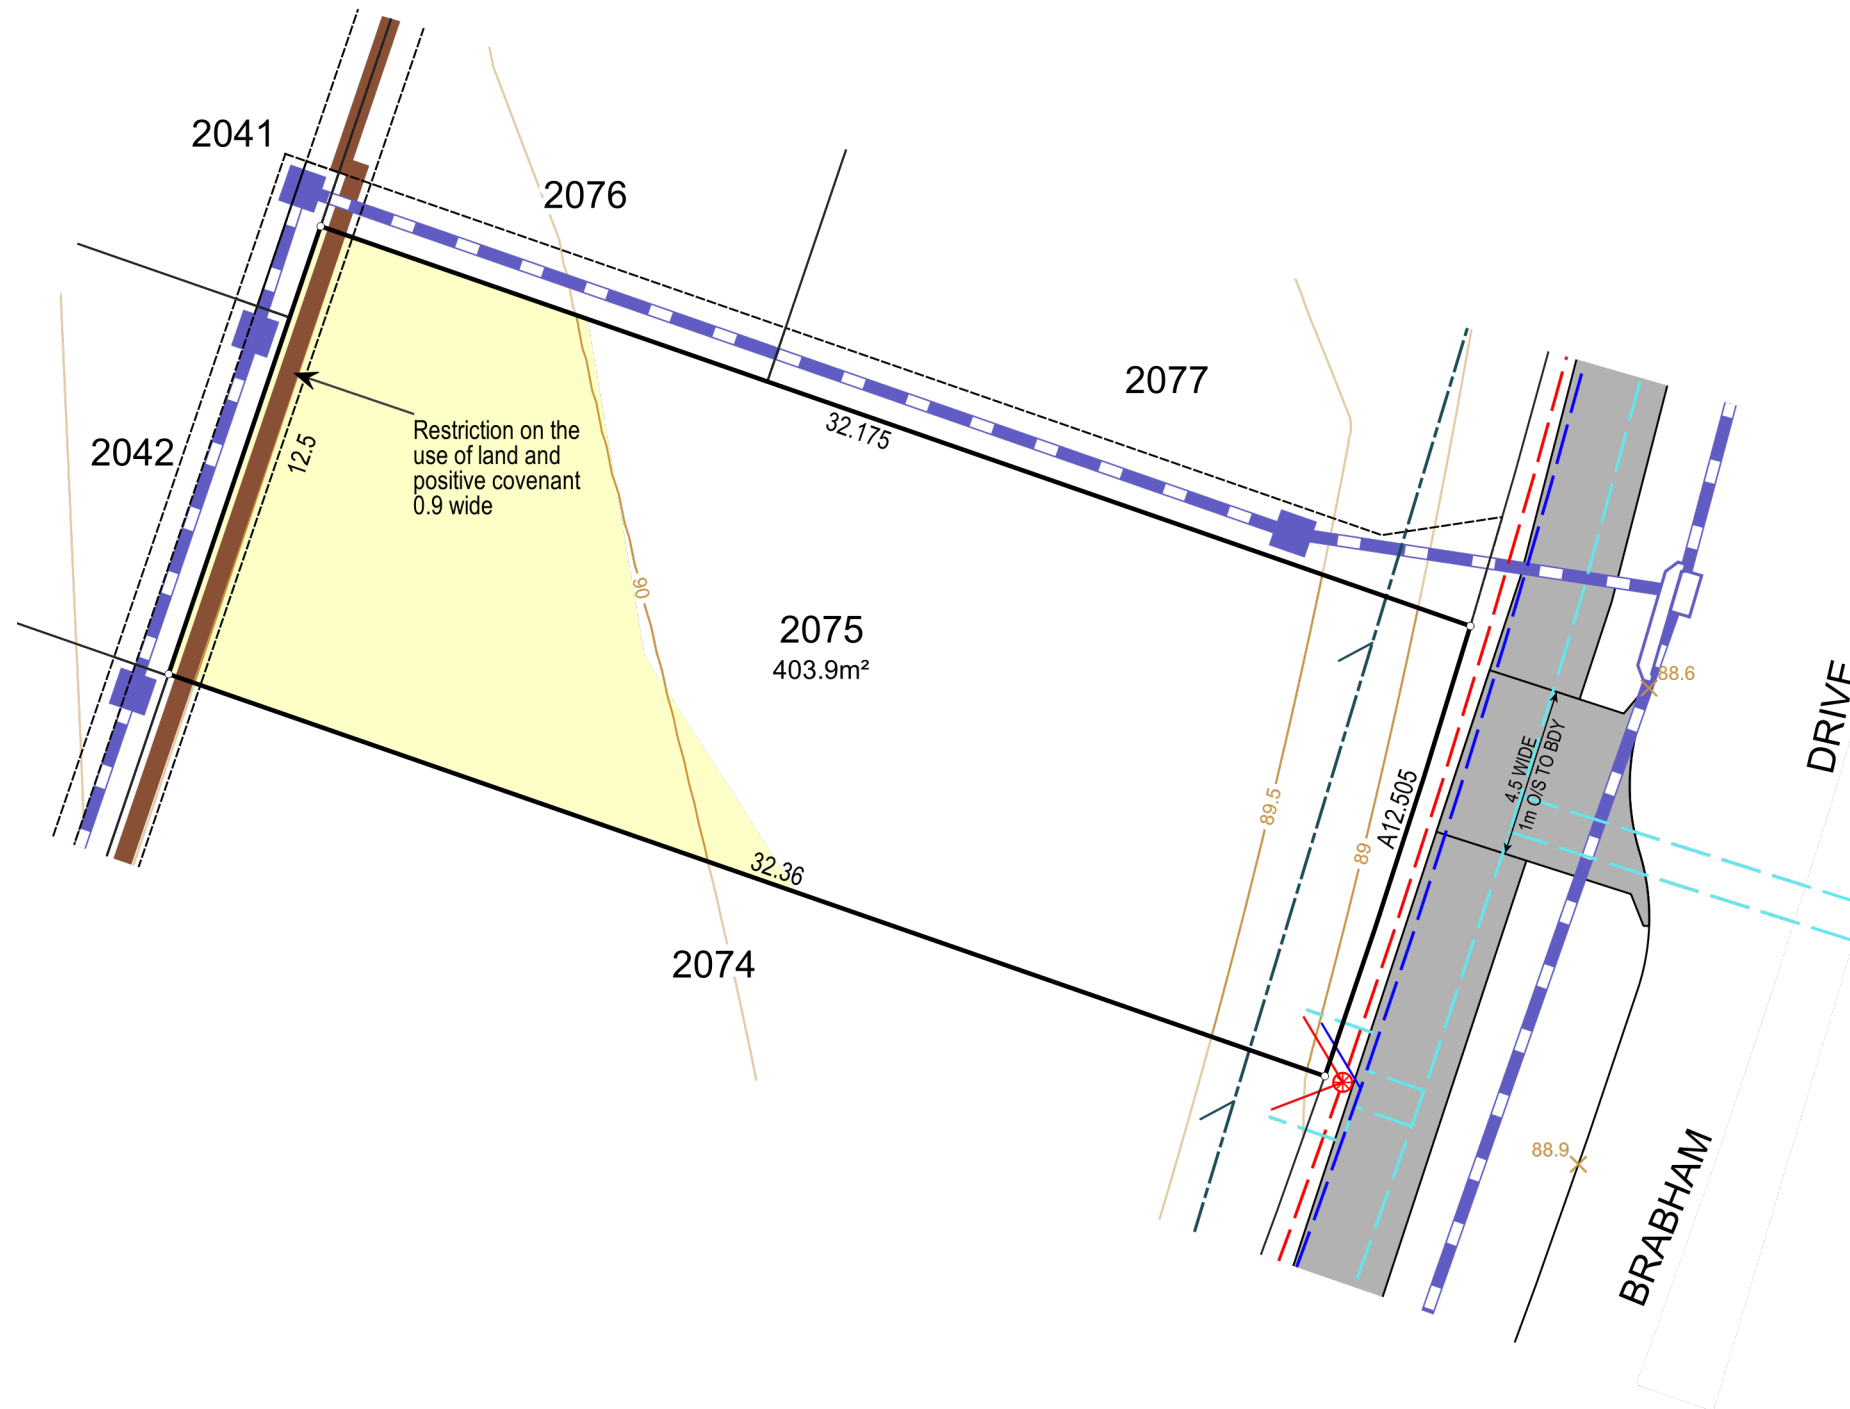 2041
2076
2077
32.175
2042
12.5
Restriction on the
use of land and
positive covenant
0.9 wide
90
2075
403.9m²
88.6
DRIVE
4.5 WIDE
1m O/S TO BDY
89.5
89
A12.505
32.36
2074
88.9
BRABHAM